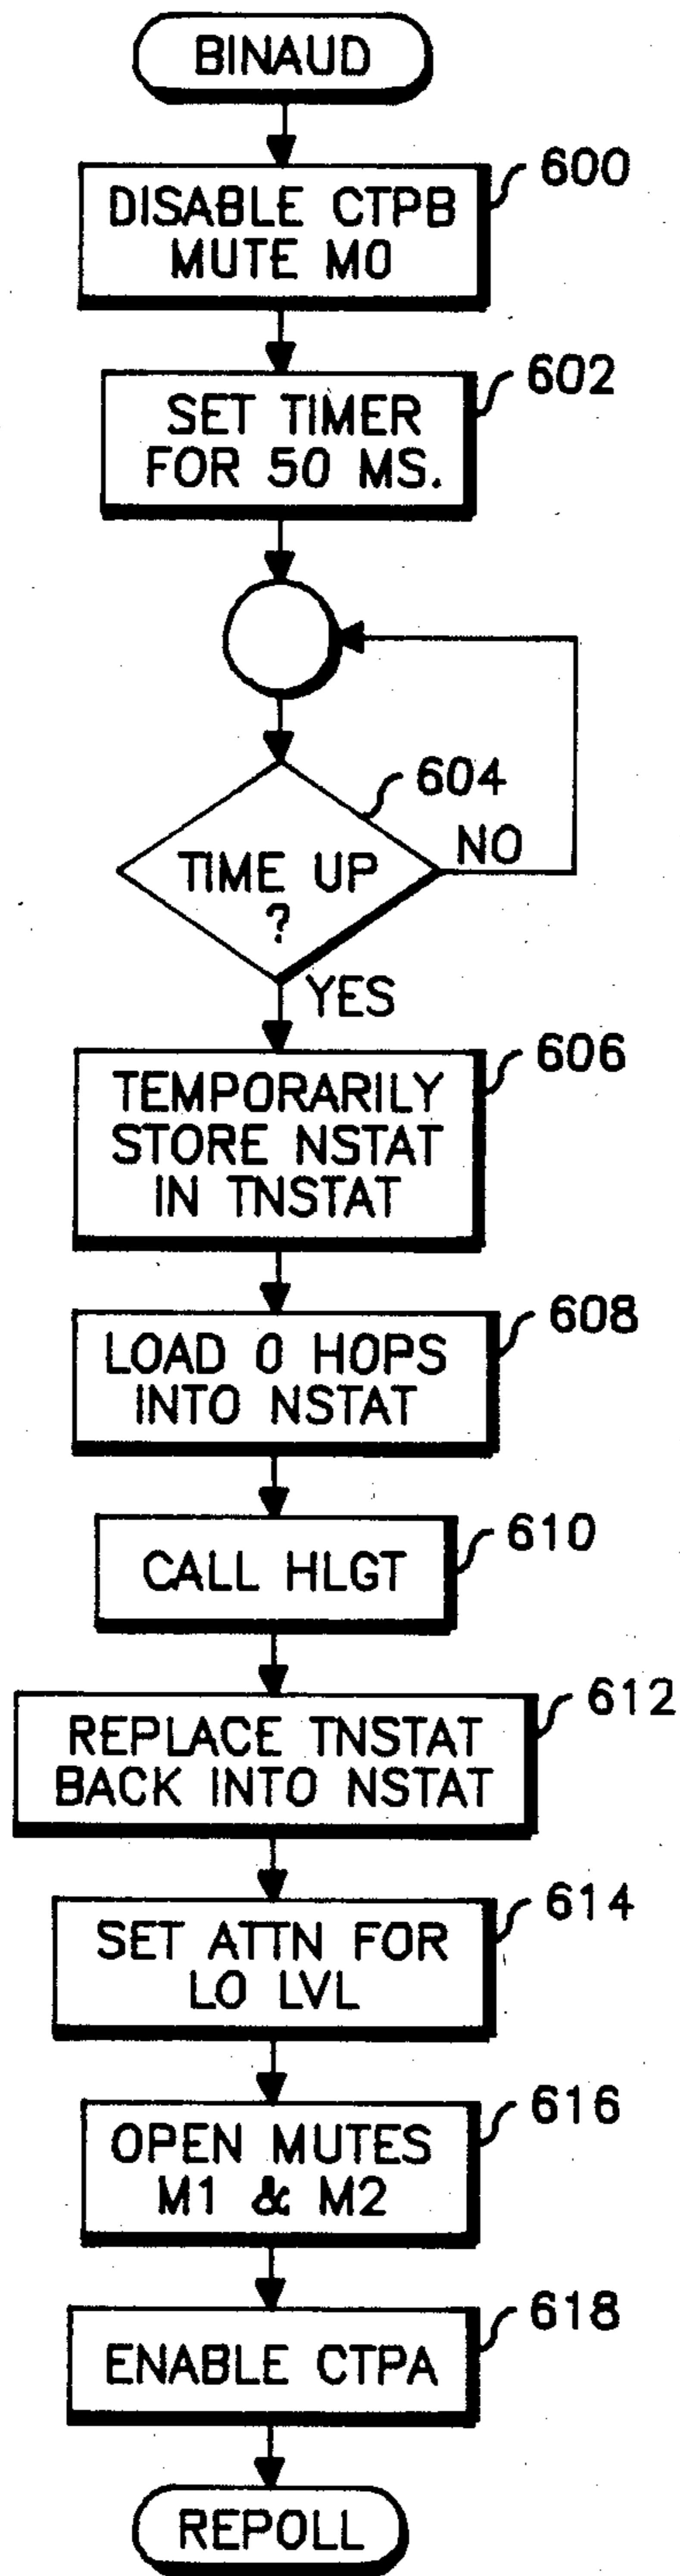 BINAUD
600
DISABLE CTPB
MUTE M0
602
SET TIMER
FOR 50 MS.
604
TIME UP
?
NO
YES
606
TEMPORARILY
STORE NSTAT
IN TNSTAT
608
LOAD 0 HOPS
INTO NSTAT
610
CALL HLGT
612
REPLACE TNSTAT
BACK INTO NSTAT
614
SET ATTN FOR
LO LVL
616
OPEN MUTES
M1 & M2
618
ENABLE CTPA
REPOLL